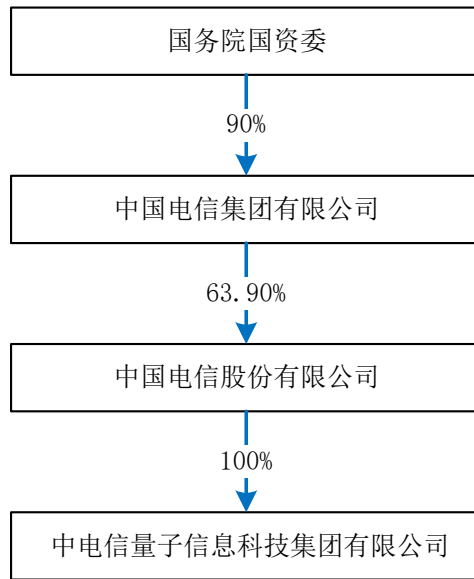 国务院国资委
90%
中国电信集团有限公司
63.90%
中国电信股份有限公司
100%
中电信量子信息科技集团有限公司